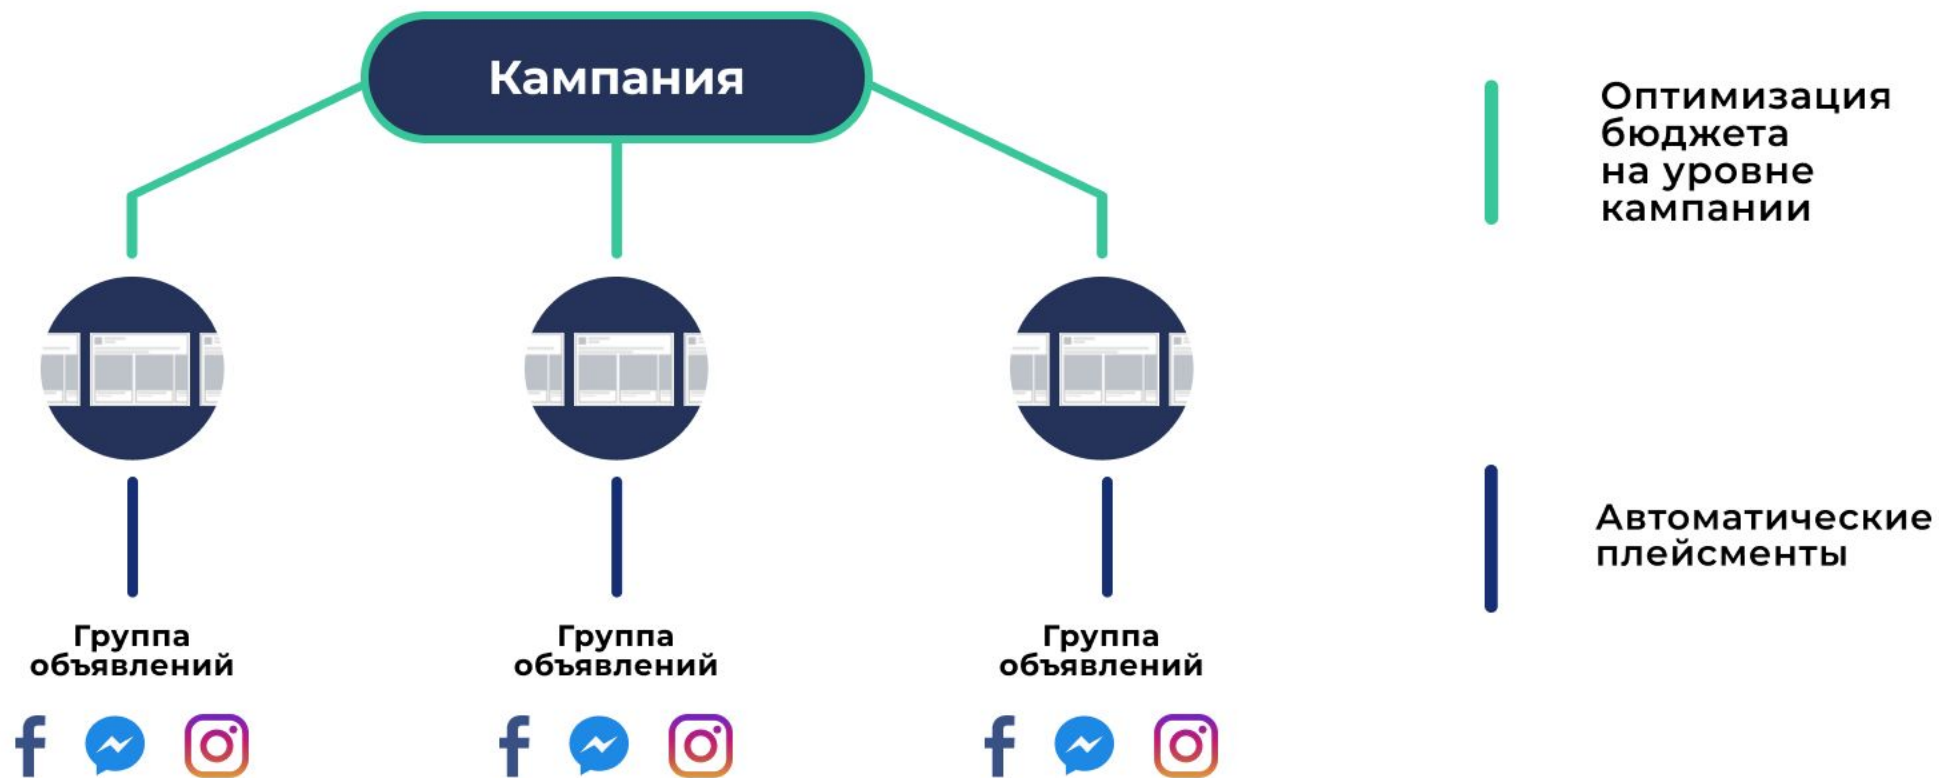 Кампания
Оптимизация
бюджета
на уровне
кампании
Автоматические
плейсменты
Группа
объявлений
Группа
объявлений
Группа
объявлений